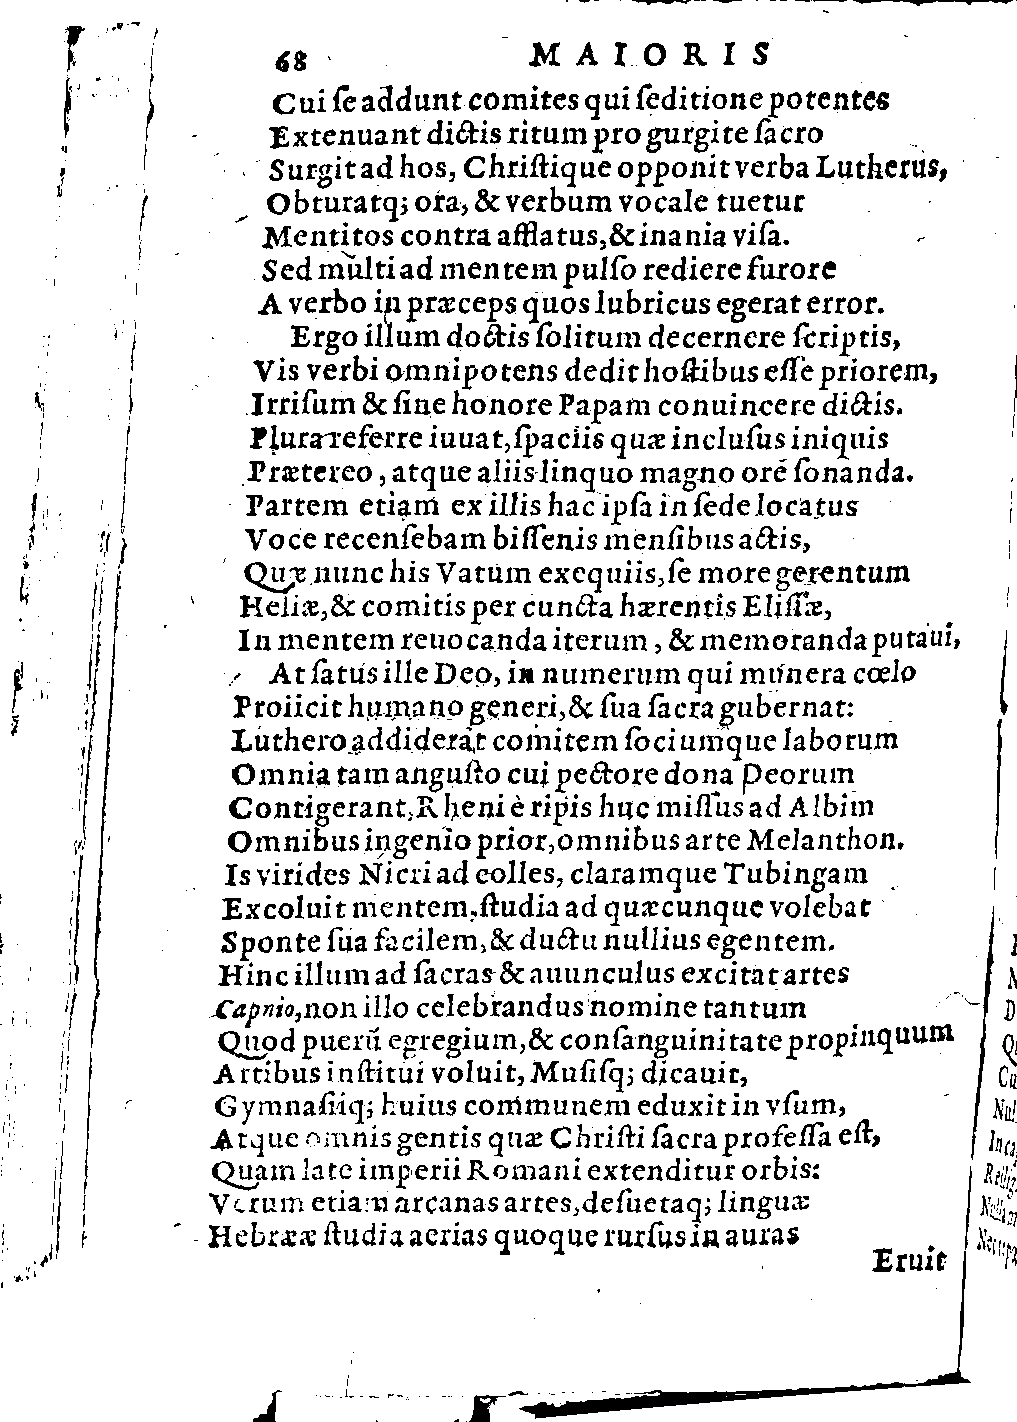 68 MAIORIS
Cui ſe addunt comites qui ſeditione potentes
Extenuant dictis ritum pro gurgite ſacro
Surgit ad hos, Chriſtique opponit verba Lutherus,
Obturatq; ora, & verbum vocale tuetur
Mentitos contra afflatus, & inania viſa.
Sed multi ad mentem pulſo rediere furore
A verbo in præceps quos lubricus egerat error.
Ergo illum doctis ſolitum decernere ſcriptis,
Vis verbi omnipotens dedit hoſtibus eſſe priorem,
Irriſum & ſine honore Papam conuincere dictis.
Plura referre iuuat, ſpaciis quæ incluſus iniquis
Prætereo, atque aliis linquo magno ore ſonanda.
Partem etiam ex illis hac ipſa in ſede locatus
Voce recenſebam biſſenis menſibus actis,
Quæ nunc his Vatum exequiis, ſe more gerentum
Heliæ, & comitis per cuncta hærentis Eliſſæ,
In mentem reuocanda iterum, & memoranda putaui,
At ſatus ille Deo, in numerum qui munera cœlo
Proiicit humano generi, & ſua ſacra gubernat:
Luthero addiderat comitem ſociumque laborum
Omnia tam anguſto cui pectore dona Deorum
Contigerant, Rheni è ripis huc miſſus ad Albim
Omnibus ingenio prior, omnibus arte Melanthon.
Is virides Nicri ad colles, claramque Tubingam
Excoluit mentem, ſtudia ad quæcunque volebat
Sponte ſua facilem, & ductu nullius egentem.
Hinc illum ad ſacras & auunculus excitat artes
Capnio, non illo celebrandus nomine tantum
Quod puerū egregium, & conſanguinitate propinquum
Artibus inſtitui voluit, Muſiſq; dicauit,
Gymnaſiiq; huius communem eduxit in vſum,
Atque omnis gentis quæ Chriſti ſacra profeſſa eſt,
Quam late imperii Romani extenditur orbis:
Verum etiam arcanas artes, deſuetaq; linguæ
Hebrææ ſtudia aerias quoque rurſus in auras
Eruit